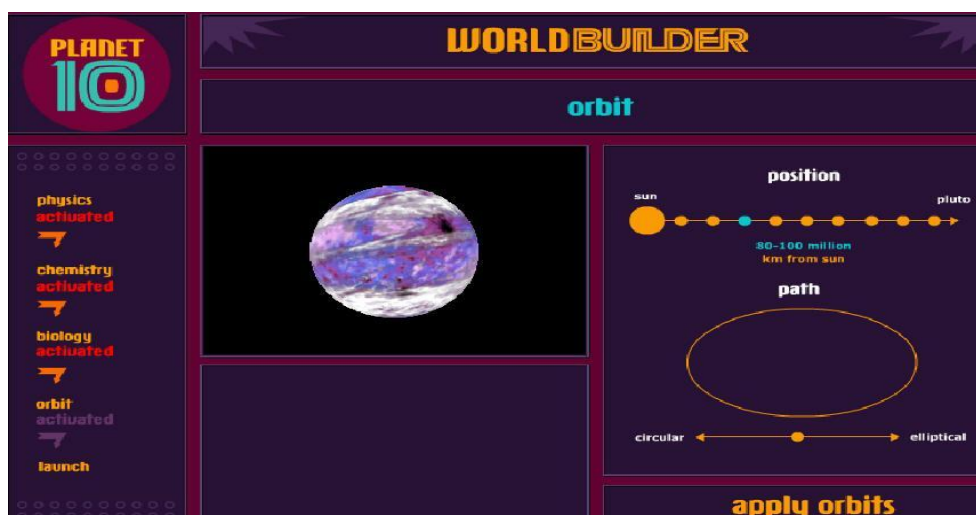 PLANET
10
WORLDBUILDER
orbit
physics
activated
chemistry
activated
biology
activated
orbit
activated
launch
position
sun
pluto
80-100 million
km from sun
path
circular
elliptical
apply orbits